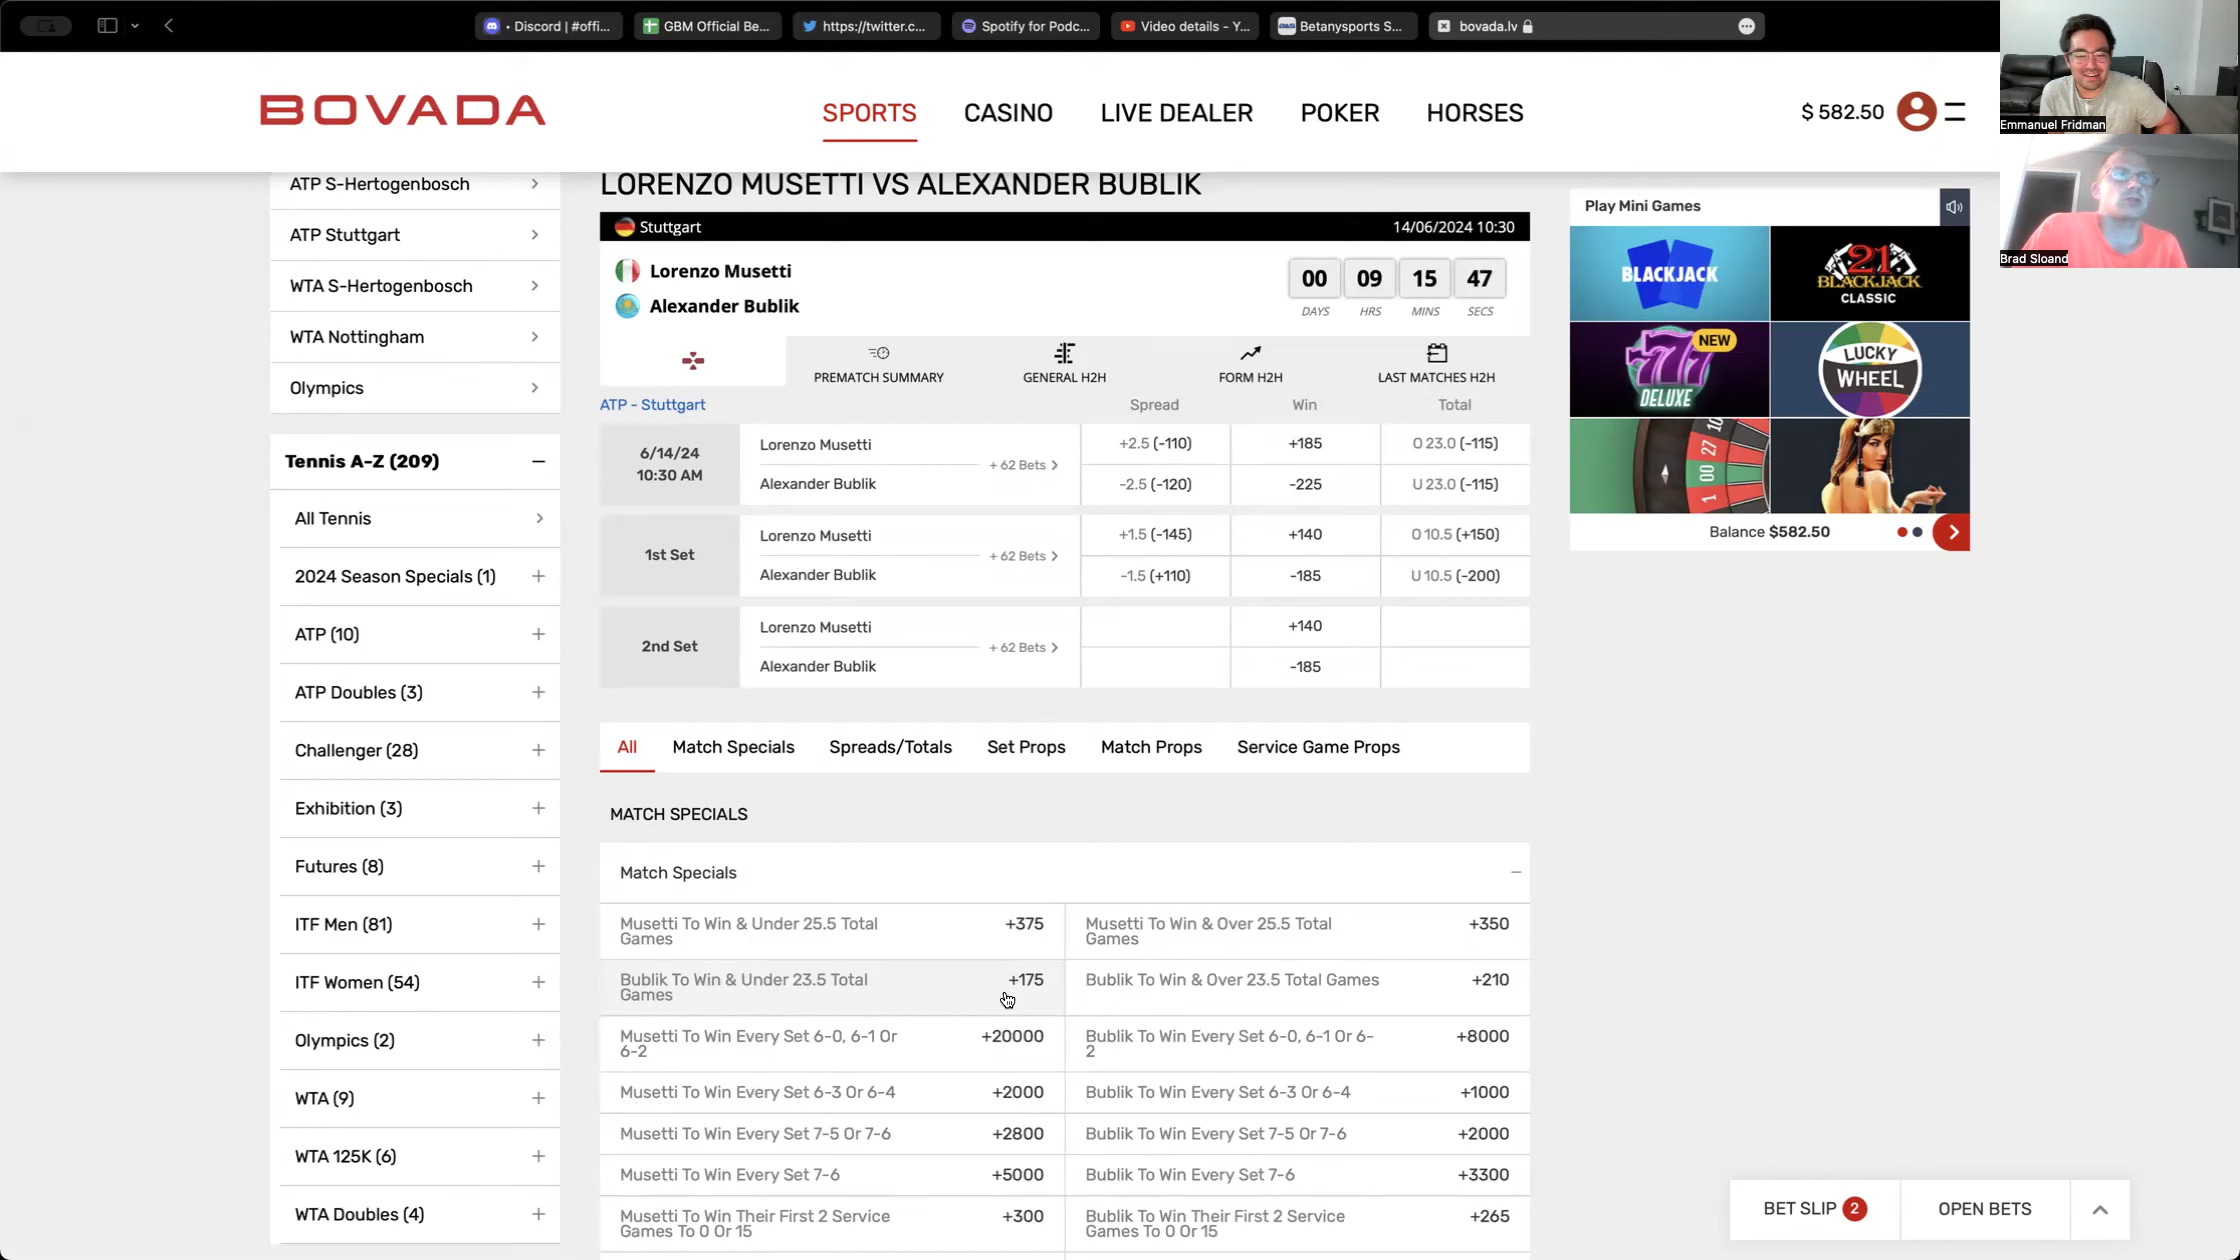 • Discord | #offi...
GBM Official Be...
https://twitter.c...
Spotify for Podc...
Video details - Y...
Betanysports S...
bovada.lv
BOVADA
SPORTS
CASINO
LIVE DEALER
POKER
HORSES
$ 582.50
Emmanuel Fridman
Brad Sloand
ATP S-Hertogenbosch
ATP Stuttgart
WTA S-Hertogenbosch
WTA Nottingham
Olympics
Tennis A-Z (209)
All Tennis
2024 Season Specials (1)
ATP (10)
ATP Doubles (3)
Challenger (28)
Exhibition (3)
Futures (8)
ITF Men (81)
ITF Women (54)
Olympics (2)
WTA (9)
WTA 125K (6)
WTA Doubles (4)
LORENZO MUSETTI VS ALEXANDER BUBLIK
Stuttgart
14/06/2024 10:30
Lorenzo Musetti
Alexander Bublik
00 09 15 47
DAYS HRS MINS SECS
PREMATCH SUMMARY
GENERAL H2H
FORM H2H
LAST MATCHES H2H
ATP - Stuttgart
Spread
Win
Total
6/14/24
10:30 AM
Lorenzo Musetti
Alexander Bublik
+ 62 Bets
+2.5 (-110)
-2.5 (-120)
+185
-225
O 23.0 (-115)
U 23.0 (-115)
1st Set
Lorenzo Musetti
Alexander Bublik
+ 62 Bets
+1.5 (-145)
-1.5 (+110)
+140
-185
O 10.5 (+150)
U 10.5 (-200)
2nd Set
Lorenzo Musetti
Alexander Bublik
+ 62 Bets
+140
-185
All
Match Specials
Spreads/Totals
Set Props
Match Props
Service Game Props
MATCH SPECIALS
Match Specials
Musetti To Win & Under 25.5 Total
Games
+375
Musetti To Win & Over 25.5 Total
Games
+350
Bublik To Win & Under 23.5 Total
Games
+175
Bublik To Win & Over 23.5 Total Games
+210
Musetti To Win Every Set 6-0, 6-1 Or
6-2
+20000
Bublik To Win Every Set 6-0, 6-1 Or 6-
2
+8000
Musetti To Win Every Set 6-3 Or 6-4
+2000
Bublik To Win Every Set 6-3 Or 6-4
+1000
Musetti To Win Every Set 7-5 Or 7-6
+2800
Bublik To Win Every Set 7-5 Or 7-6
+2000
Musetti To Win Every Set 7-6
+5000
Bublik To Win Every Set 7-6
+3300
Musetti To Win Their First 2 Service
Games To 0 Or 15
+300
Bublik To Win Their First 2 Service
Games To 0 Or 15
+265
Play Mini Games
BLACKJACK
21
BLACKJACK
CLASSIC
NEW
777
DELUXE
LUCKY
WHEEL
10
27
00
1
Balance $582.50
BET SLIP 2
OPEN BETS